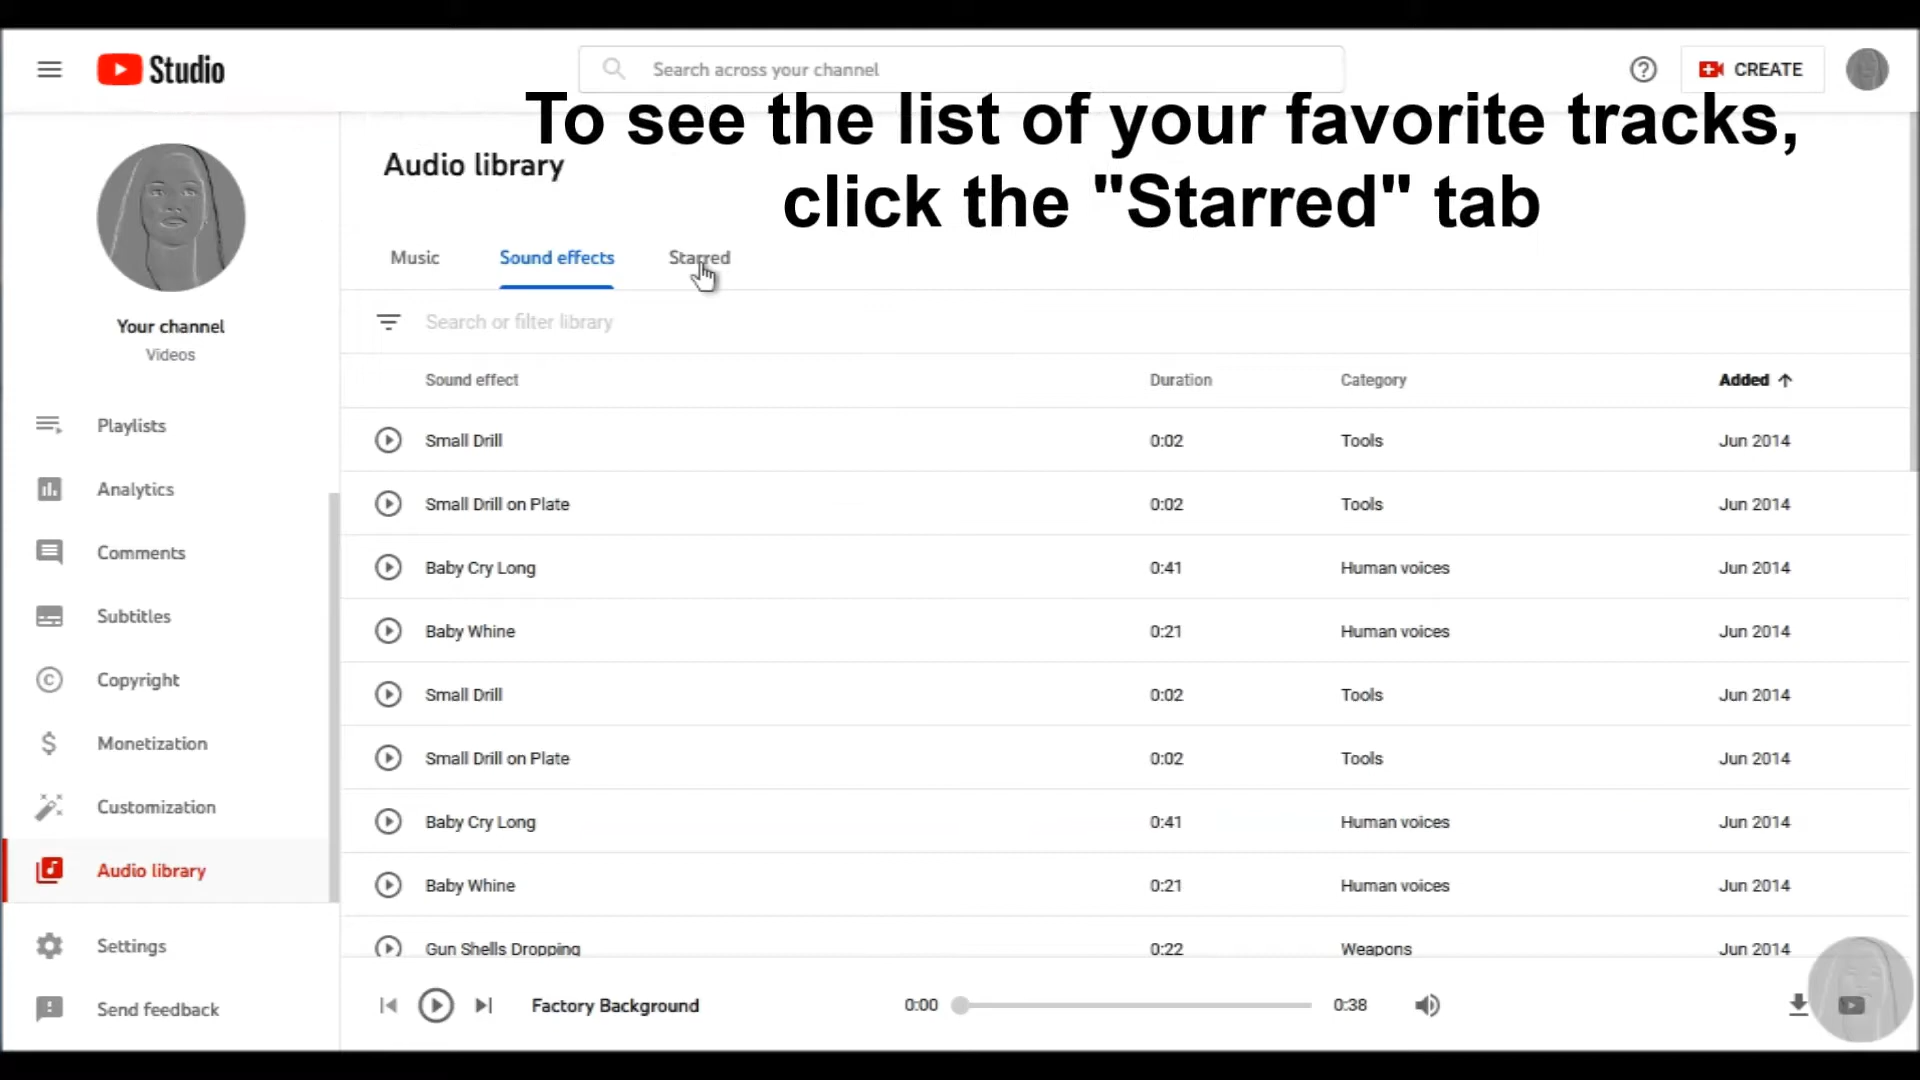 Studio
Search across your channel
CREATE
To see the list of your favorite tracks,
click the "Starred" tab
Audio library
Music
Sound effects
Starred
Your channel
Videos
Search or filter library
Sound effect Duration Category Added
Small Drill 0:02 Tools Jun 2014
Small Drill on Plate 0:02 Tools Jun 2014
Baby Cry Long 0:41 Human voices Jun 2014
Baby Whine 0:21 Human voices Jun 2014
Small Drill 0:02 Tools Jun 2014
Small Drill on Plate 0:02 Tools Jun 2014
Baby Cry Long 0:41 Human voices Jun 2014
Baby Whine 0:21 Human voices Jun 2014
Gun Shells Dropping 0:22 Weapons Jun 2014
Playlists
Analytics
Comments
Subtitles
Copyright
Monetization
Customization
Audio library
Settings
Send feedback
Factory Background 0:00 0:38